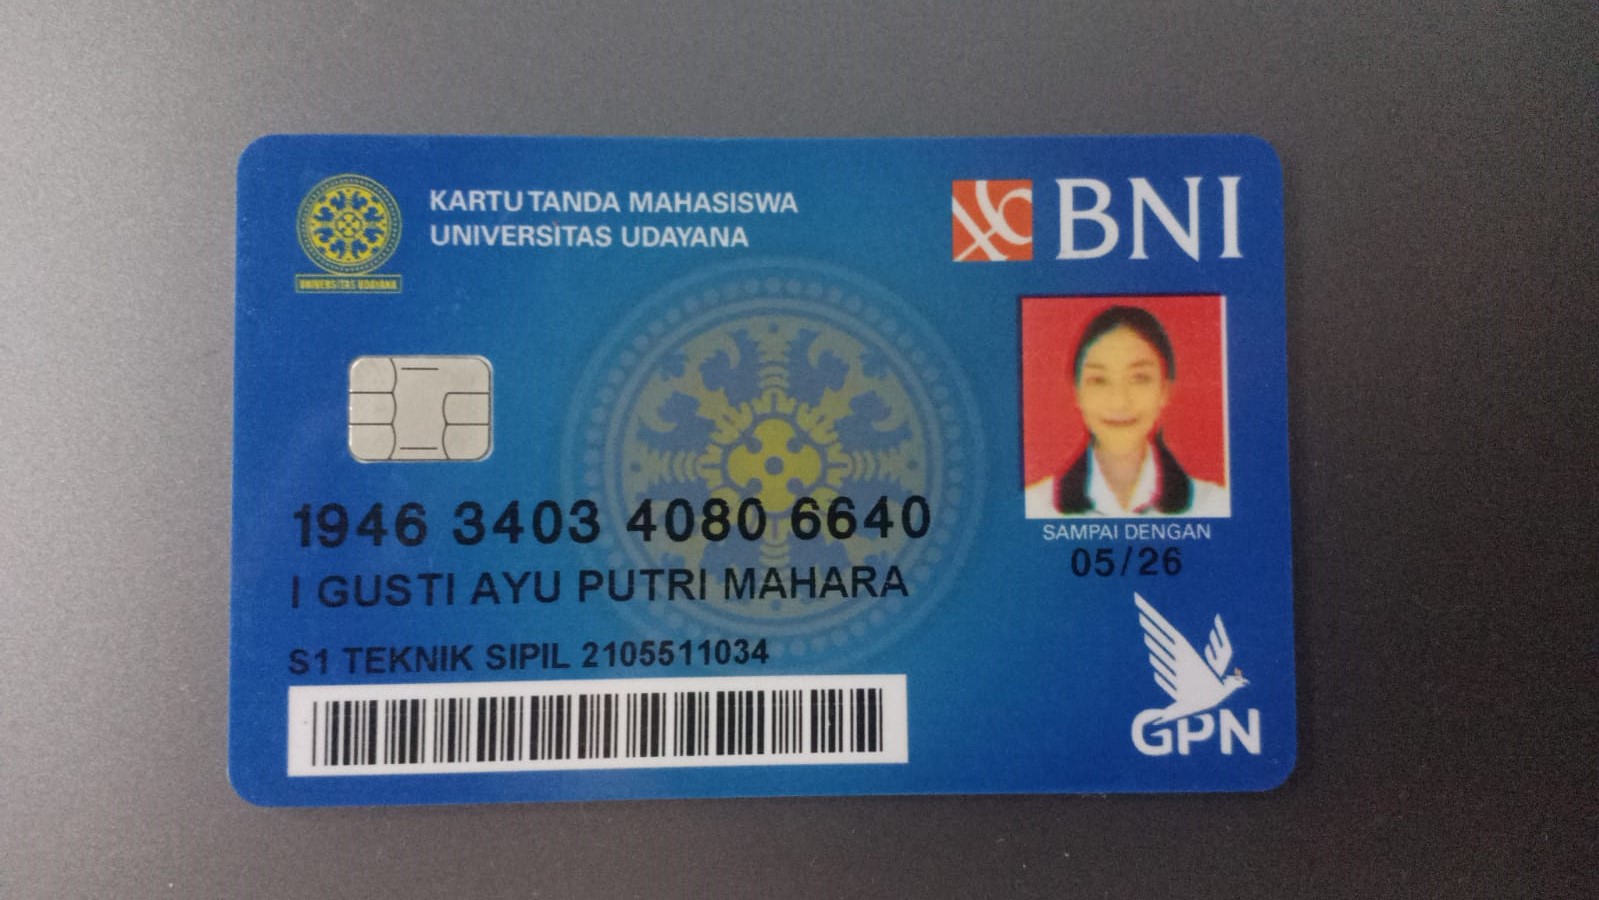 KARTU TANDA MAHASISWA
UNIVERSITAS UDAYANA
UNIVERSITAS UDAYANA
BNI
1946 3403 4080 6640
SAMPAI DENGAN
05/26
I GUSTI AYU PUTRI MAHARA
S1 TEKNIK SIPIL 2105511034
GPN